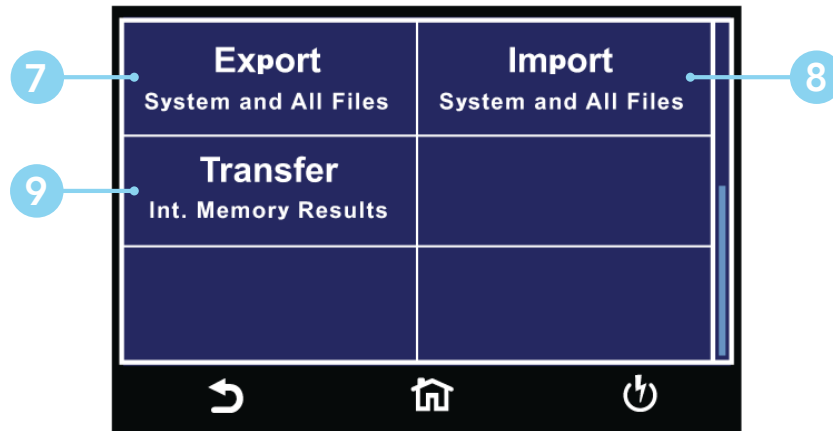 Export
System and All Files
Import
System and All Files
Transfer
Int. Memory Results
7
8
9